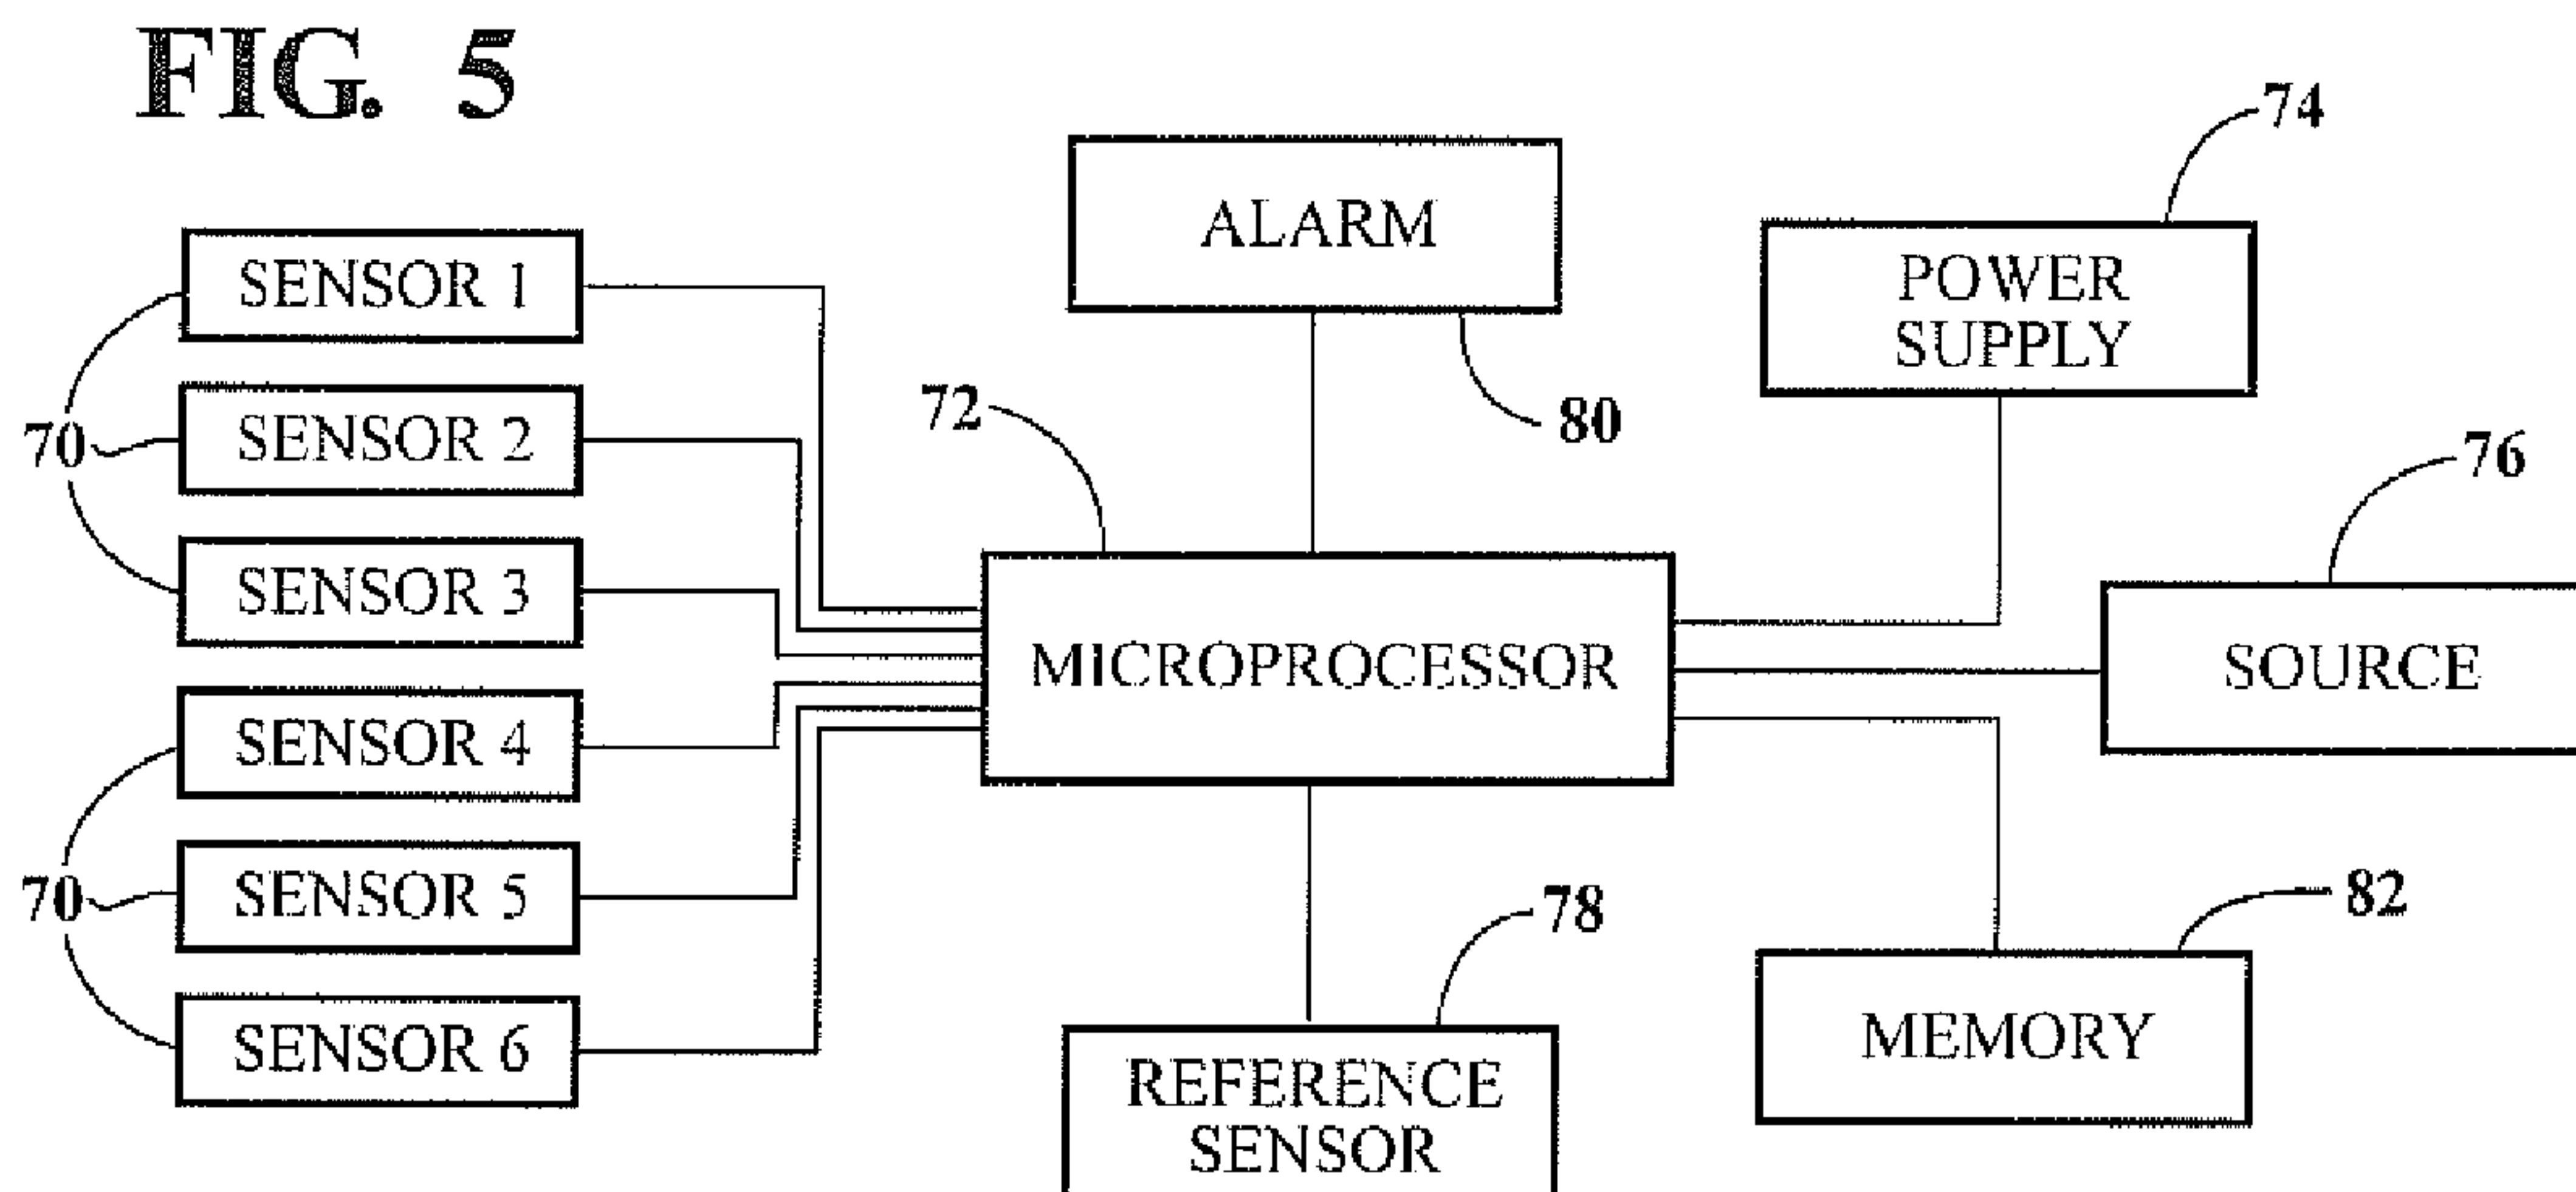 FIG. 5
74
ALARM
POWER
SUPPLY
SENSOR 1
72
80
70
SENSOR 2
76
SENSOR 3
MICROPROCESSOR
SOURCE
SENSOR 4
70
SENSOR 5
78
82
SENSOR 6
MEMORY
REFERENCE
SENSOR